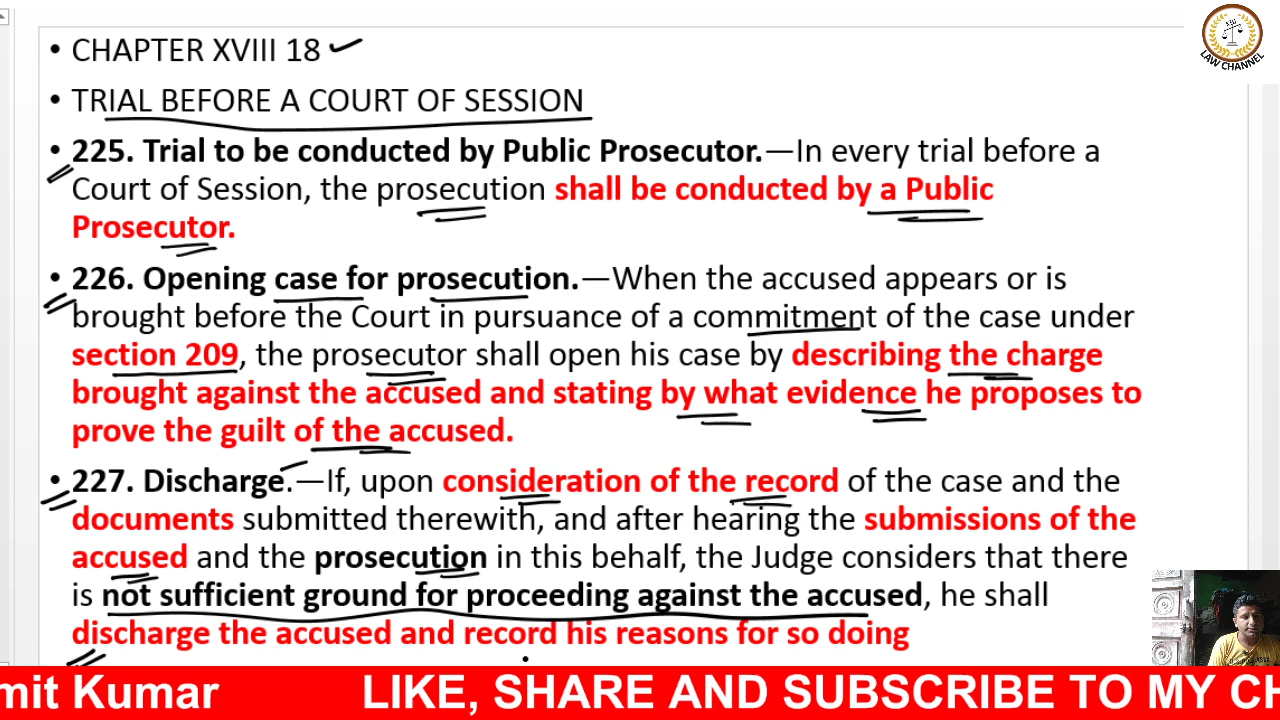 LAW CHANNEL
• CHAPTER XVIII 18
• TRIAL BEFORE A COURT OF SESSION
• 225. Trial to be conducted by Public Prosecutor.—In every trial before a
Court of Session, the prosecution shall be conducted by a Public
Prosecutor.
• 226. Opening case for prosecution.—When the accused appears or is
brought before the Court in pursuance of a commitment of the case under
section 209, the prosecutor shall open his case by describing the charge
brought against the accused and stating by what evidence he proposes to
prove the guilt of the accused.
• 227. Discharge.—If, upon consideration of the record of the case and the
documents submitted therewith, and after hearing the submissions of the
accused and the prosecution in this behalf, the Judge considers that there
is not sufficient ground for proceeding against the accused, he shall
discharge the accused and record his reasons for so doing
mit Kumar LIKE, SHARE AND SUBSCRIBE TO MY CH